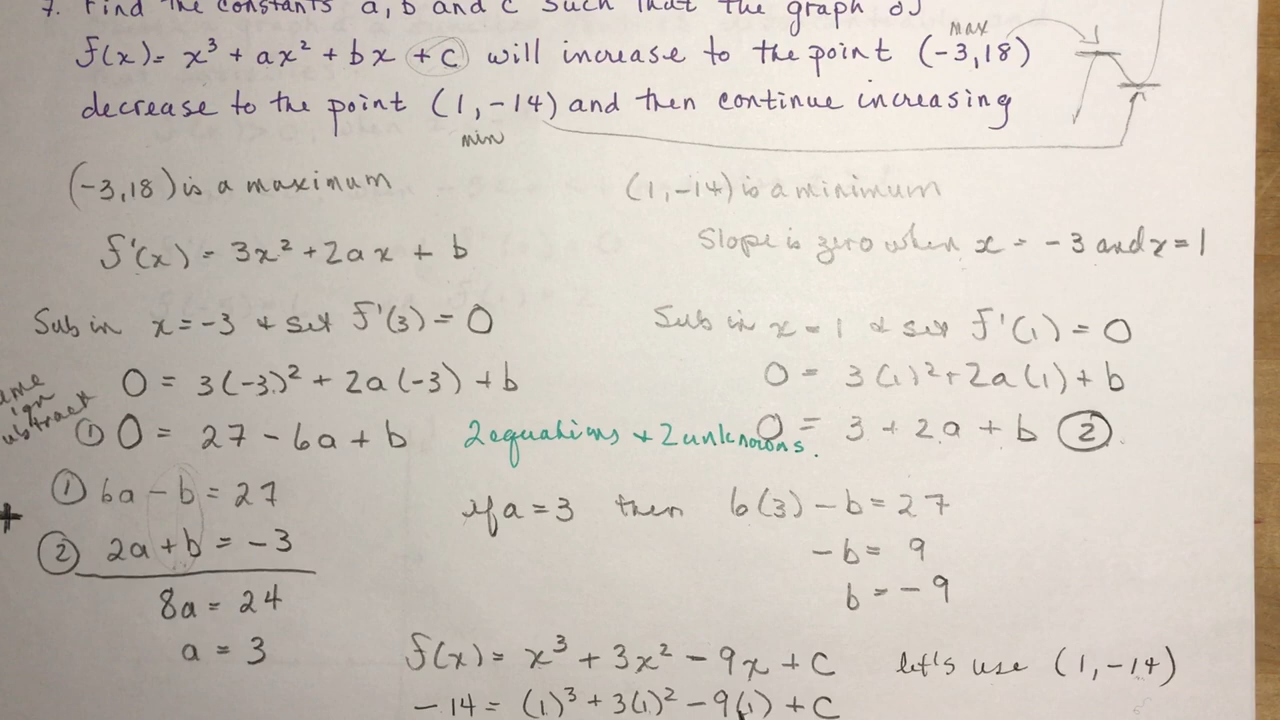 7. Find the constants a, b and c such that the graph of
f(x) = x³ + ax² + bx + c will increase to the point (-3, 18)
max
decrease to the point (1, -14) and then continue increasing
min
(-3, 18) is a maximum
(1, -14) is a minimum
f'(x) = 3x² + 2ax + b
Slope is zero when x = -3 and x = 1
Sub in x = -3 & set f'(3) = 0
Sub in x = 1 & set f'(1) = 0
0 = 3(-3)² + 2a(-3) + b
0 = 3(1)² + 2a(1) + b
① 0 = 27 - 6a + b
2 equations + 2 unknowns.
0 = 3 + 2a + b ②
① 6a - b = 27
+
② 2a + b = -3
8a = 24
a = 3
if a = 3 then 6(3) - b = 27
-b = 9
b = -9
f(x) = x³ + 3x² - 9x + c let's use (1, -14)
-14 = (1)³ + 3(1)² - 9(1) + c